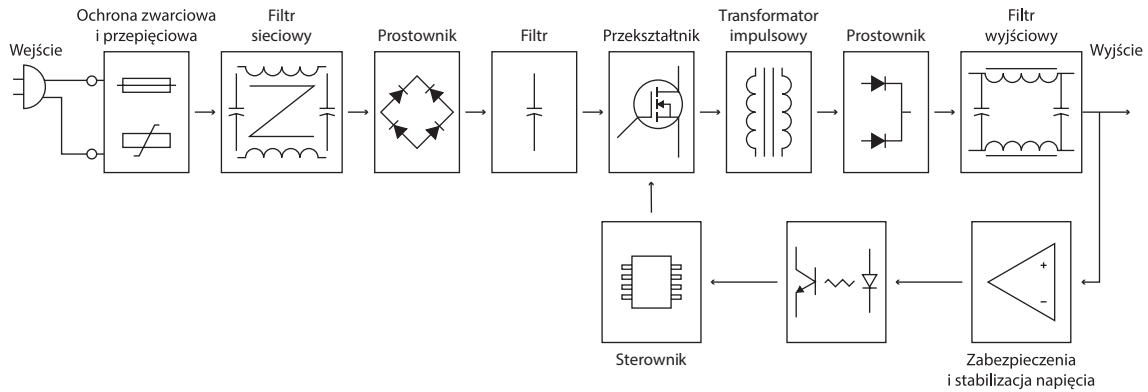 Wejście
Ochrona zwarciowa
i przepięciowa
Filtr
sieciowy
Prostownik
Filtr
Przekształtnik
Transformator
impulsowy
Prostownik
Filtr
wyjściowy
Wyjście
+
−
Sterownik
Zabezpieczenia
i stabilizacja napięcia